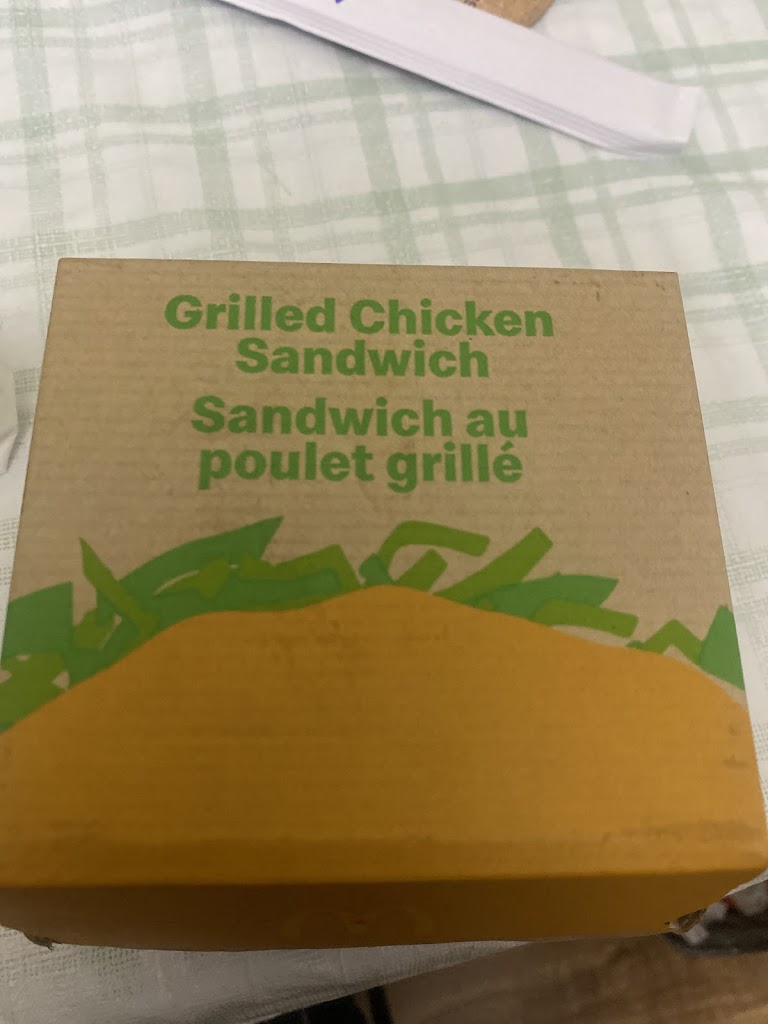 Grilled Chicken
Sandwich
Sandwich au
poulet grillé